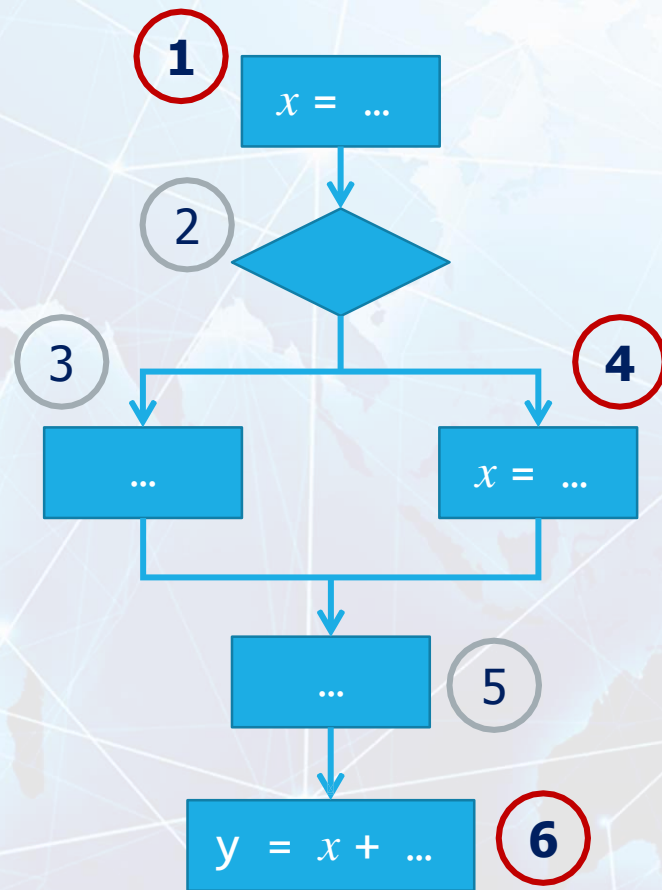 1
x = ...
2
3
4
...
x = ...
...
5
y = x + ...
6